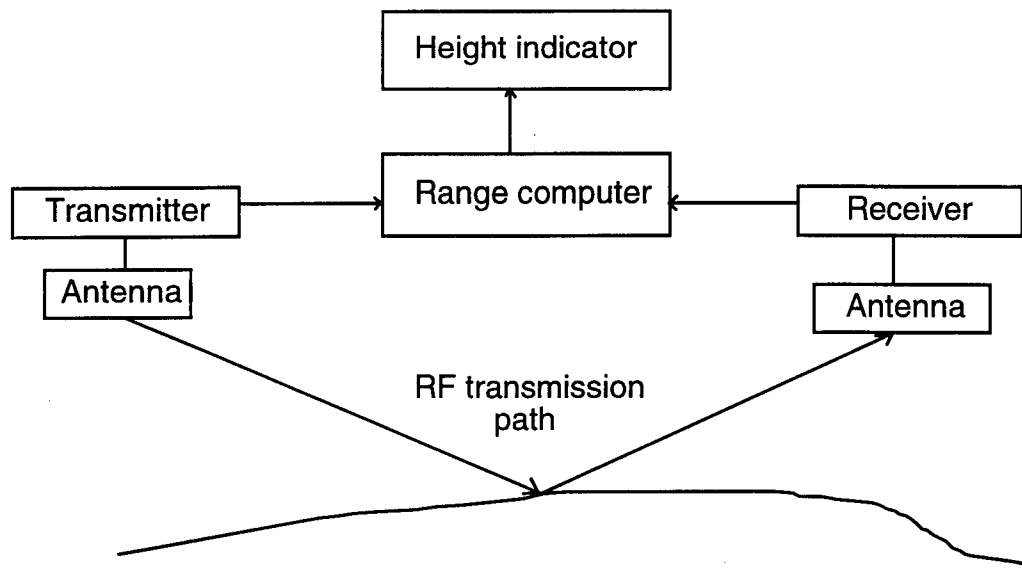 Height indicator
Range computer
Transmitter
Receiver
Antenna
Antenna
RF transmission
path